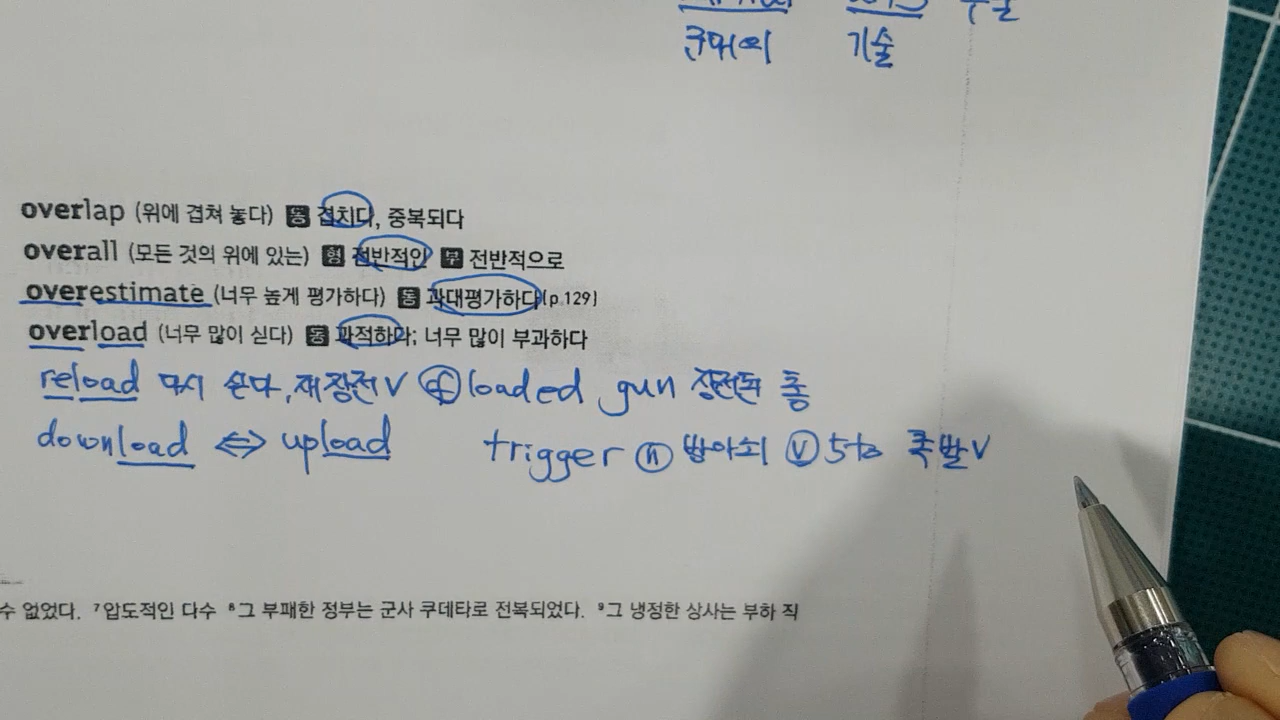 군대의 기술
overlap (위에 겹쳐 놓다) 동 겹치다, 중복되다
overall (모든 것의 위에 있는) 형 전반적인 부 전반적으로
overestimate (너무 높게 평가하다) 동 과대평가하다(p.129)
overload (너무 많이 싣다) 동 과적하다; 너무 많이 부과하다
reload 다시 싣다, 재장전V cf loaded gun 장전된 총
download ⇔ upload trigger n 방아쇠 v 촉발V
수 없었다. 7 압도적인 다수 8 그 부패한 정부는 군사 쿠데타로 전복되었다. 9 그 냉정한 상사는 부하 직